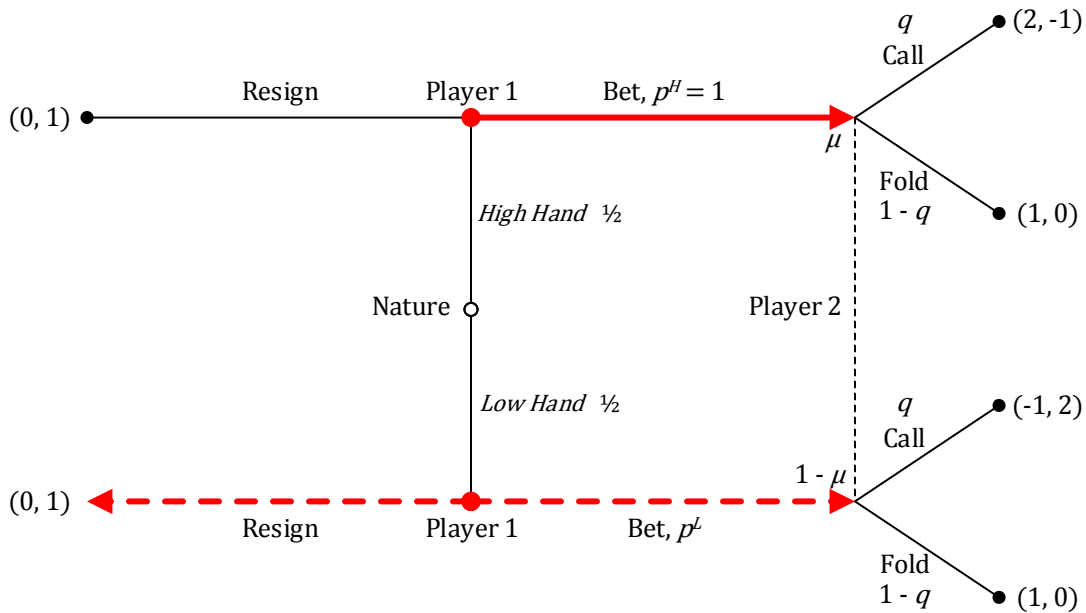 q
(2, -1)
Call
Resign
Player 1
Bet, p^H = 1
(0, 1)
μ
Fold
1 - q
(1, 0)
High Hand ½
Nature
Player 2
Low Hand ½
q
(-1, 2)
Call
1 - μ
(0, 1)
Resign
Player 1
Bet, p^L
Fold
1 - q
(1, 0)